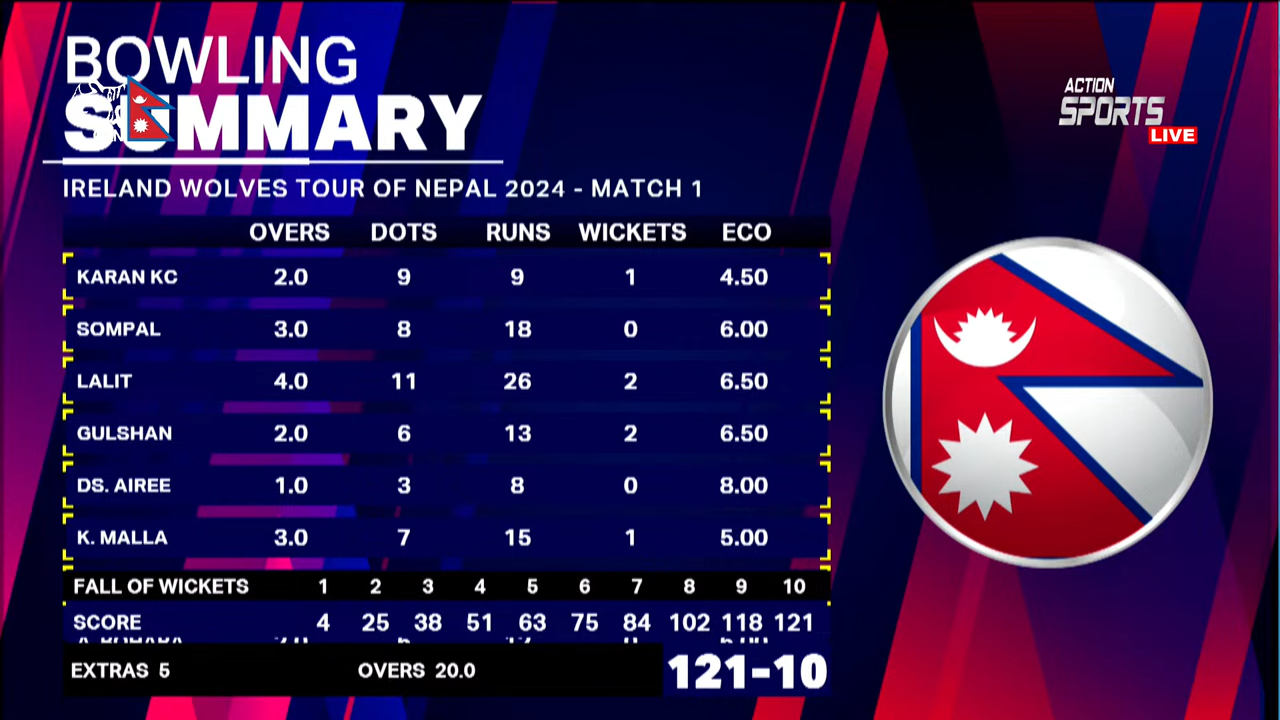 BOWLING
SUMMARY
ACTION
SPORTS
LIVE
IRELAND WOLVES TOUR OF NEPAL 2024 - MATCH 1
OVERS DOTS RUNS WICKETS ECO
KARAN KC 2.0 9 9 1 4.50
SOMPAL 3.0 8 18 0 6.00
LALIT 4.0 11 26 2 6.50
GULSHAN 2.0 6 13 2 6.50
DS. AIREE 1.0 3 8 0 8.00
K. MALLA 3.0 7 15 1 5.00
FALL OF WICKETS 1 2 3 4 5 6 7 8 9 10
SCORE 4 25 38 51 63 75 84 102 118 121
EXTRAS 5 OVERS 20.0 121-10